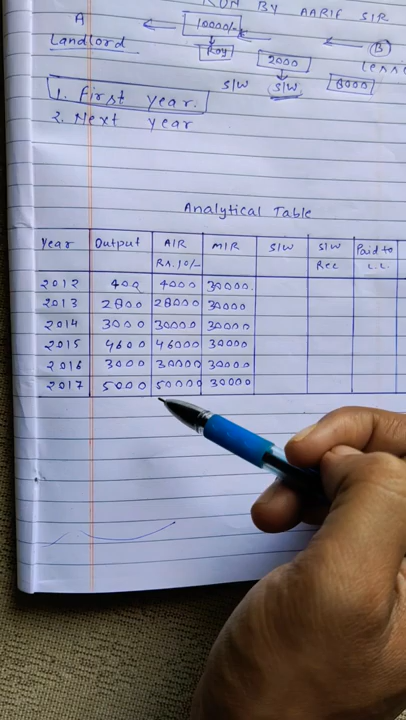 RUN BY AARIF SIR
A 10000/-
Landlord Roy B
2000 Lessee
S/W S/W 8000
1. First year.
2. Next year
Analytical Table
Year Output AIR MIR S/W S/W Paid to
Rs.10/- Rec L.L.
2012 400 4000 30000.
2013 2800 28000 30000
2014 3000 30000 30000
2015 4600 46000 30000
2016 3000 30000 30000
2017 5000 50000 30000